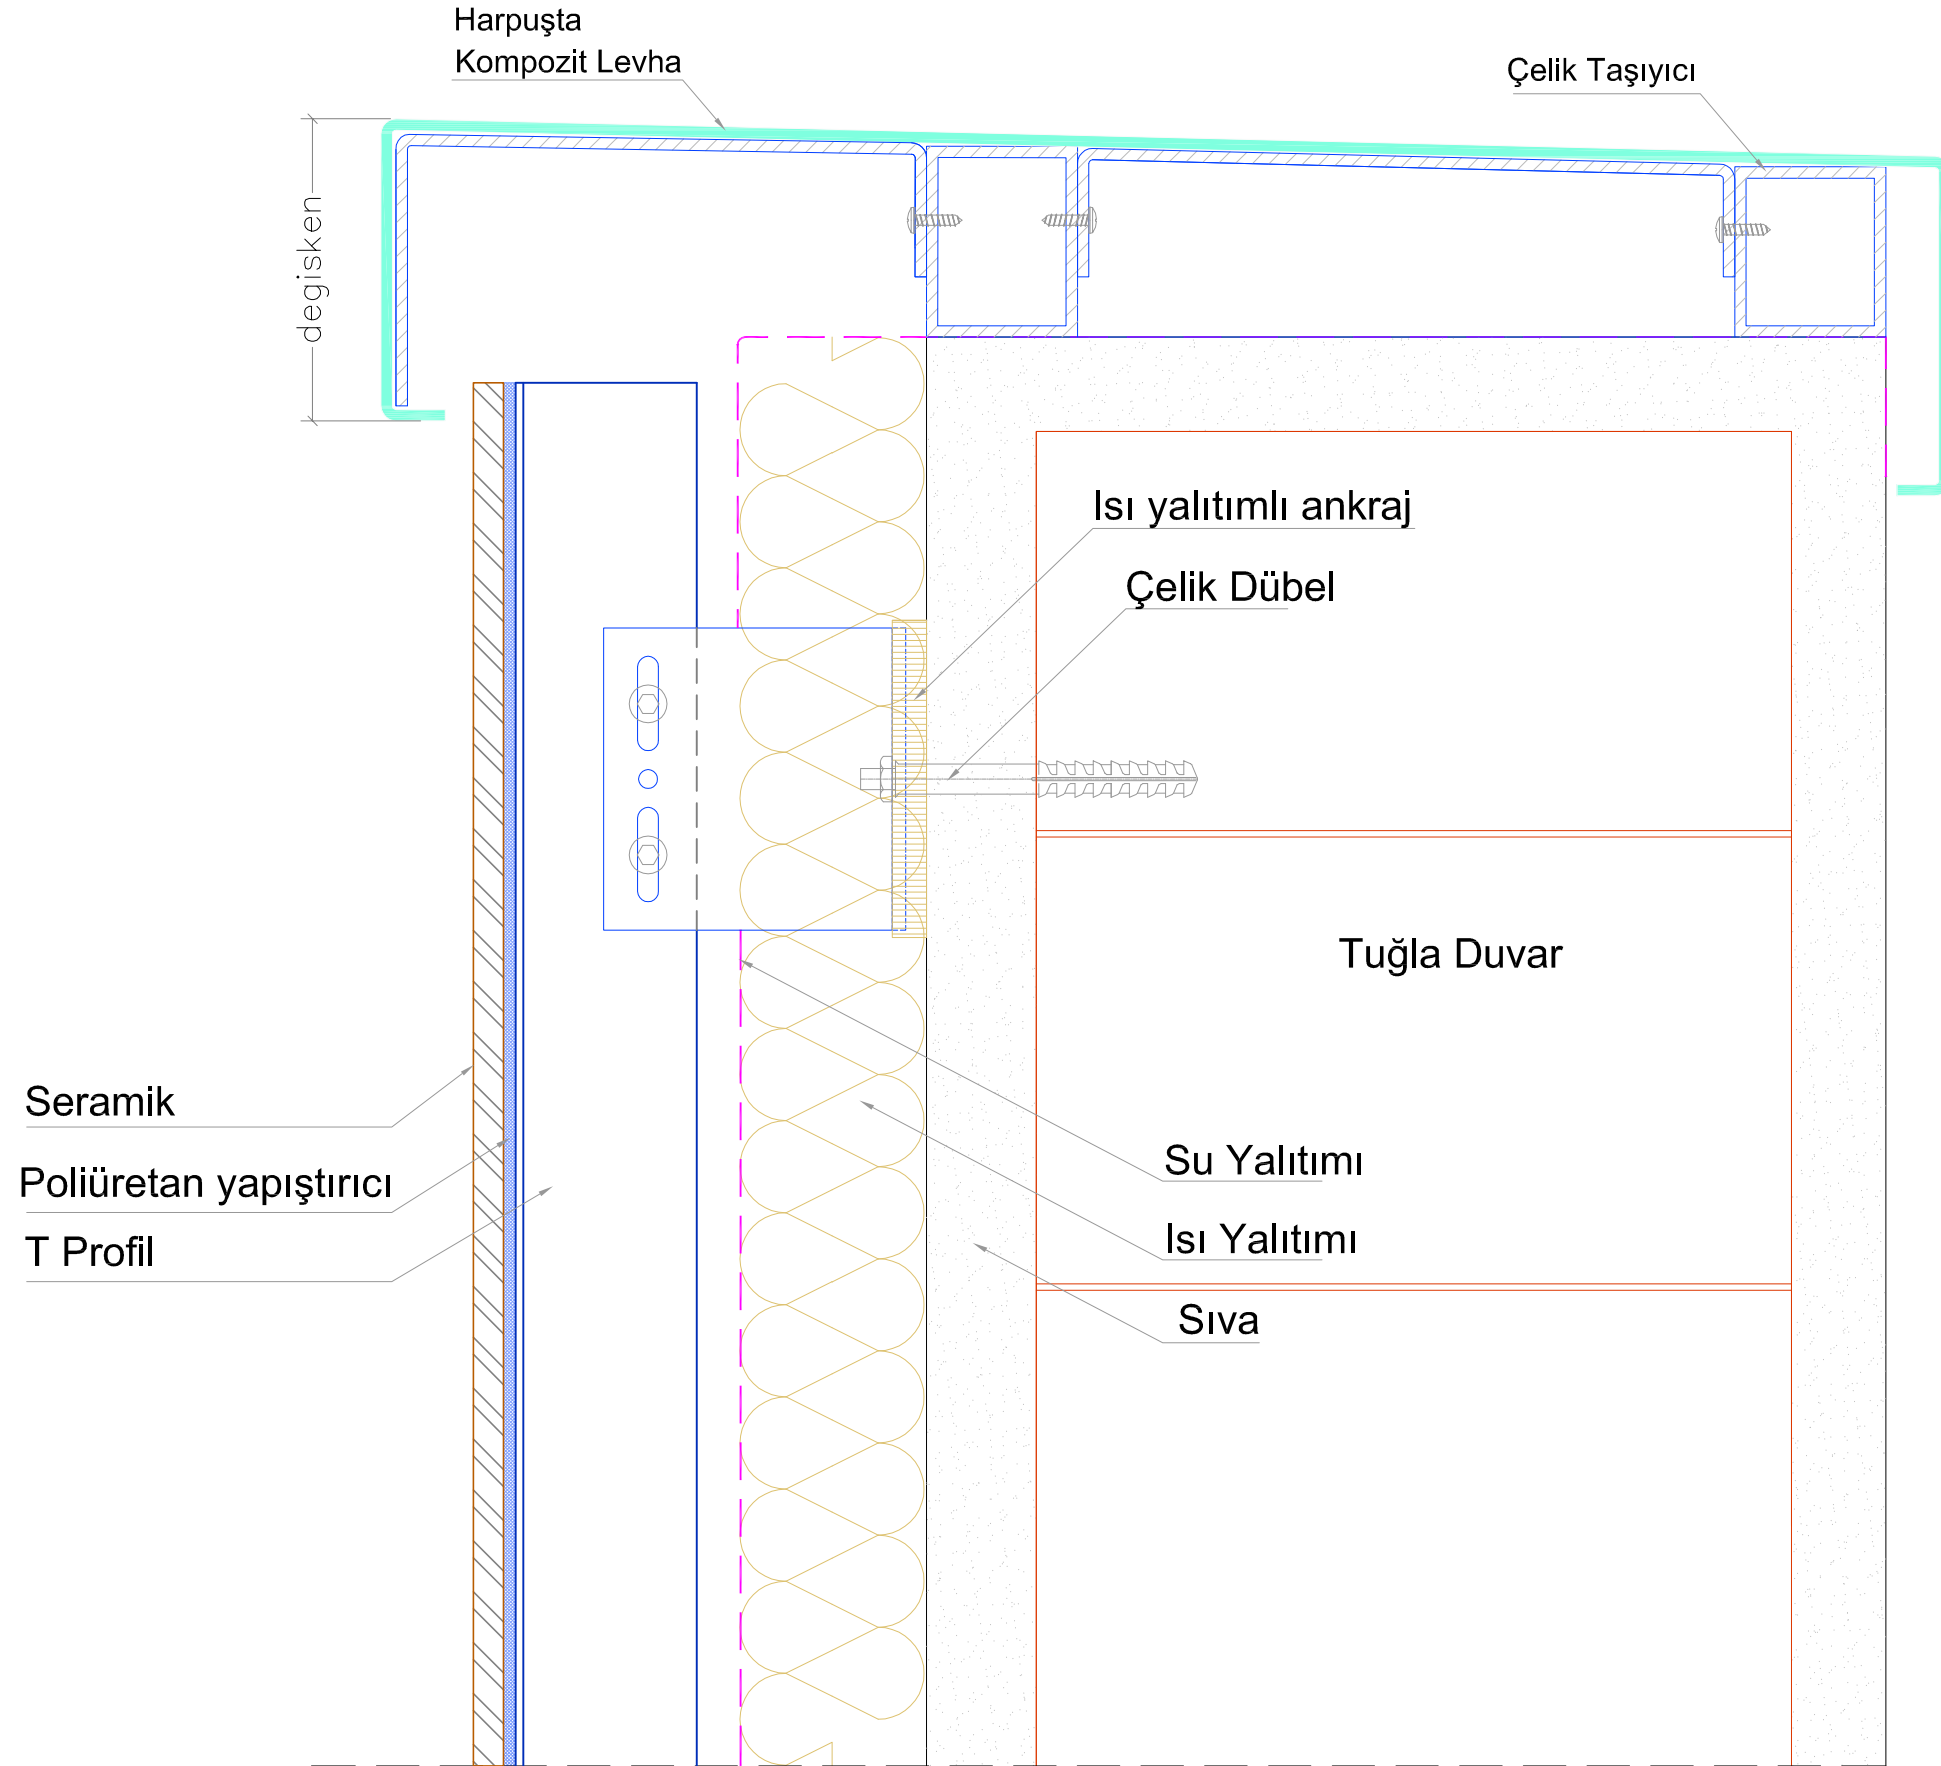 Harpuşta
Kompozit Levha
Çelik Taşıyıcı
degisken
Isı yalıtımlı ankraj
Çelik Dübel
Tuğla Duvar
Seramik
Poliüretan yapıştırıcı
T Profil
Su Yalıtımı
Isı Yalıtımı
Sıva